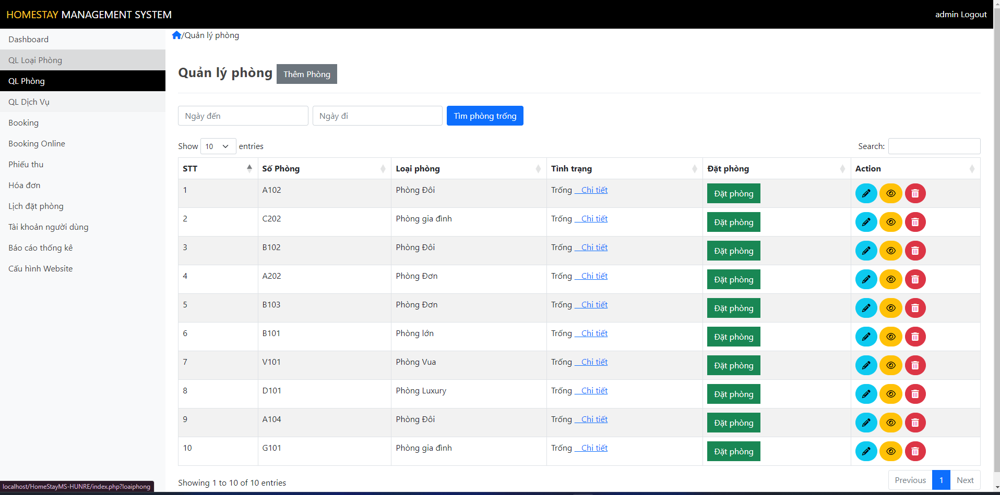 HOMESTAY MANAGEMENT SYSTEM
admin Logout
Dashboard
QL Loại Phòng
QL Phòng
QL Dịch Vụ
Booking
Booking Online
Phiếu thu
Hóa đơn
Lịch đặt phòng
Tài khoản người dùng
Báo cáo thống kê
Cấu hình Website
/Quản lý phòng
Quản lý phòng Thêm Phòng
Ngày đến Ngày đi Tìm phòng trống
Show 10 entries Search:
STT Số Phòng Loại phòng Tình trạng Đặt phòng Action
1 A102 Phòng Đôi Trống Chi tiết Đặt phòng
2 C202 Phòng gia đình Trống Chi tiết Đặt phòng
3 B102 Phòng Đôi Trống Chi tiết Đặt phòng
4 A202 Phòng Đơn Trống Chi tiết Đặt phòng
5 B103 Phòng Đơn Trống Chi tiết Đặt phòng
6 B101 Phòng lớn Trống Chi tiết Đặt phòng
7 V101 Phòng Vua Trống Chi tiết Đặt phòng
8 D101 Phòng Luxury Trống Chi tiết Đặt phòng
9 A104 Phòng Đôi Trống Chi tiết Đặt phòng
10 G101 Phòng gia đình Trống Chi tiết Đặt phòng
Showing 1 to 10 of 10 entries Previous 1 Next
localhost/HomeStayMS-HUNRE/index.php?loaiphong